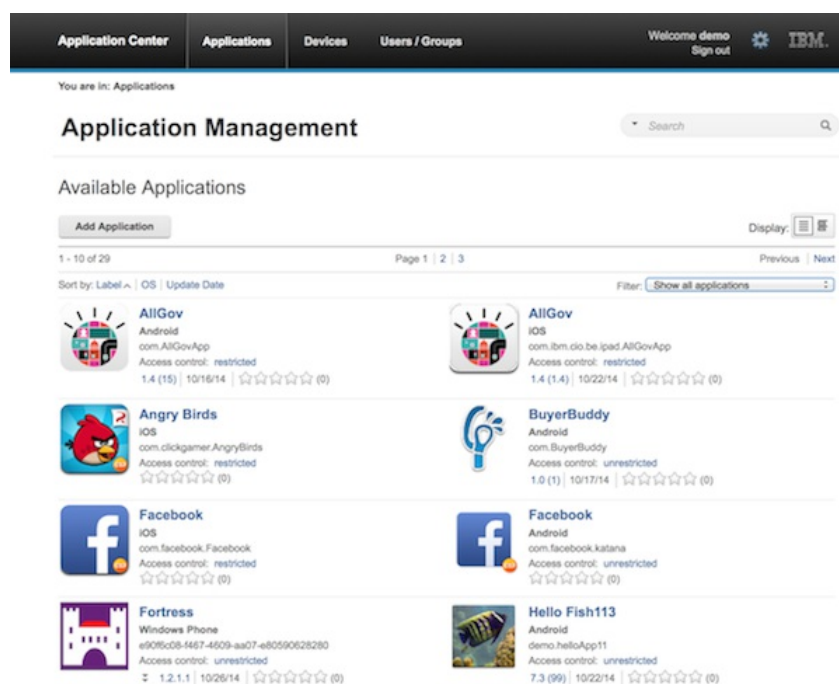 Application Center Applications Devices Users / Groups Welcome demo IBM.
Sign out
You are in: Applications
Application Management Search
Available Applications
Add Application Display:
1 - 10 of 29 Page 1 | 2 | 3 Previous | Next
Sort by: Label | OS | Update Date Filter: Show all applications
AllGov
Android
com.AllGovApp
Access control: restricted
1.4 (15) | 10/16/14 | (0)
AllGov
iOS
com.ibm.cio.be.ipad.AllGovApp
Access control: restricted
1.4 (1.4) | 10/22/14 | (0)
Angry Birds
iOS
com.clickgamer.AngryBirds
Access control: restricted
(0)
BuyerBuddy
Android
com.BuyerBuddy
Access control: unrestricted
1.0 (1) | 10/17/14 | (0)
Facebook
iOS
com.facebook.Facebook
Access control: restricted
(0)
Facebook
Android
com.facebook.katana
Access control: unrestricted
(0)
Fortress
Windows Phone
e90f6c08-f467-4609-aa07-e80590628280
Access control: unrestricted
1.2.1.1 | 10/26/14 | (0)
Hello Fish113
Android
demo.helloApp11
Access control: unrestricted
7.3 (99) | 10/22/14 | (0)